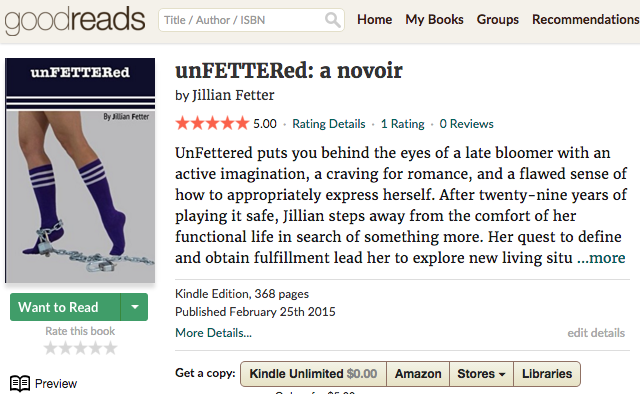 goodreads
Title / Author / ISBN
Home My Books Groups Recommendations
unFETTERed
By Jillian Fetter
unFETTERed: a novoir
by Jillian Fetter
5.00 · Rating Details · 1 Rating · 0 Reviews
UnFettered puts you behind the eyes of a late bloomer with an
active imagination, a craving for romance, and a flawed sense of
how to appropriately express herself. After twenty-nine years of
playing it safe, Jillian steps away from the comfort of her
functional life in search of something more. Her quest to define
and obtain fulfillment lead her to explore new living situ ...more
Want to Read
Rate this book
Preview
Kindle Edition, 368 pages
Published February 25th 2015
More Details...
edit details
Get a copy: Kindle Unlimited $0.00 Amazon Stores Libraries